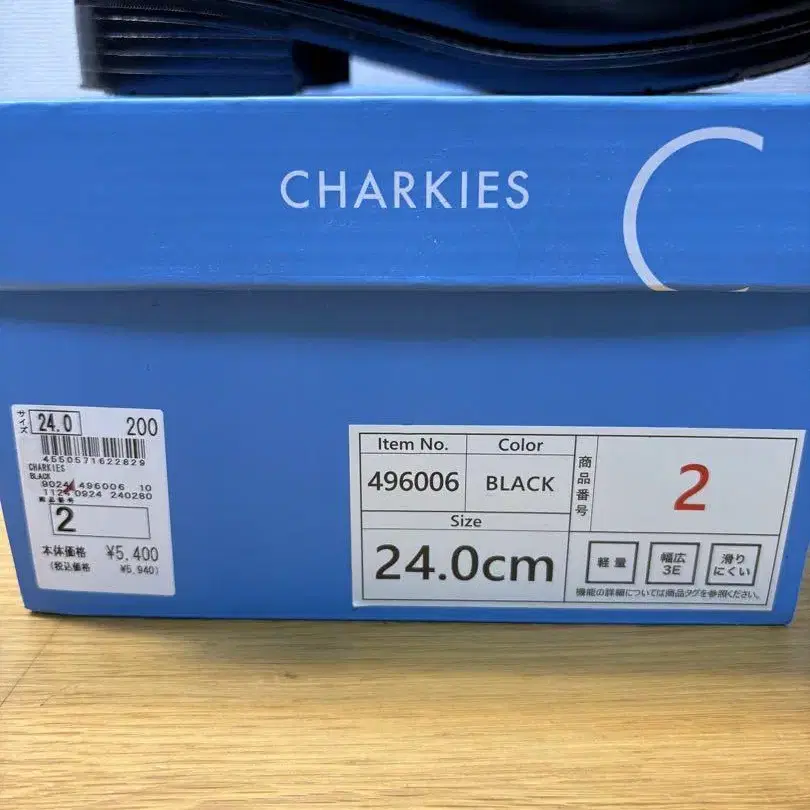 CHARKIES
サイズ 24.0 200
4550571622829
CHARKIES
BLACK
9024 496006 10
1124 0924 240280
商品番号
2
本体価格 ¥5,400
(税込価格 ¥5,940)
Item No. Color
496006 BLACK
商品番号
2
Size
24.0cm
軽量
幅広
3E
滑り
にくい
機能の詳細については商品タグを参照ください。